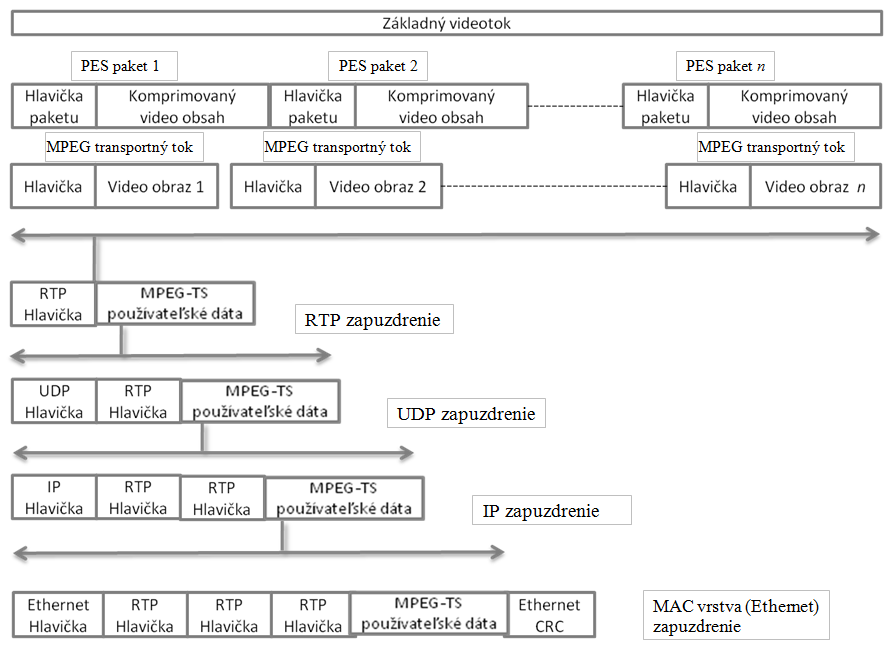 Základný videotok
PES paket 1
PES paket 2
PES paket n
Hlavička paketu
Komprimovaný video obsah
Hlavička paketu
Komprimovaný video obsah
Hlavička paketu
Komprimovaný video obsah
MPEG transportný tok
MPEG transportný tok
MPEG transportný tok
Hlavička
Video obraz 1
Hlavička
Video obraz 2
Hlavička
Video obraz n
RTP
Hlavička
MPEG-TS
používateľské dáta
RTP zapuzdrenie
UDP
Hlavička
RTP
Hlavička
MPEG-TS
používateľské dáta
UDP zapuzdrenie
IP
Hlavička
RTP
Hlavička
RTP
Hlavička
MPEG-TS
používateľské dáta
IP zapuzdrenie
Ethernet
Hlavička
RTP
Hlavička
RTP
Hlavička
RTP
Hlavička
MPEG-TS
používateľské dáta
Ethernet
CRC
MAC vrstva (Ethernet)
zapuzdrenie